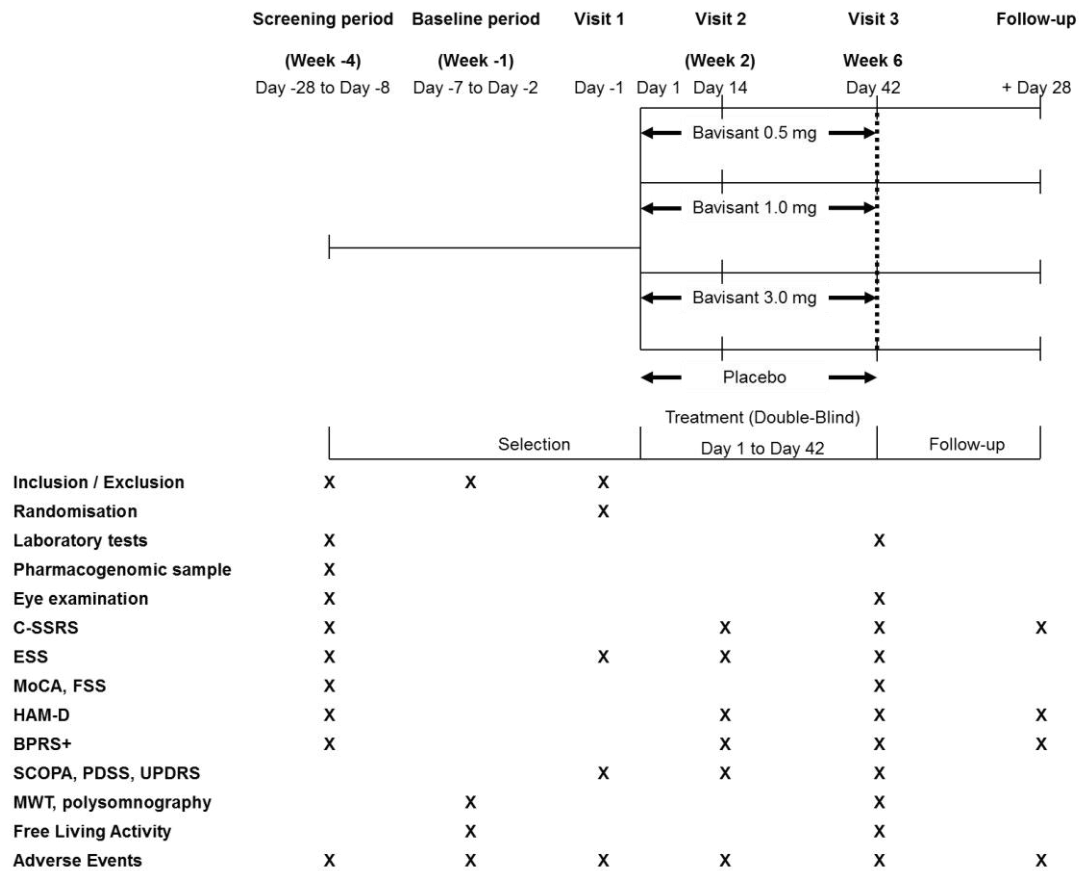 Screening period Baseline period Visit 1 Visit 2 Visit 3 Follow-up
(Week -4) (Week -1) (Week 2) Week 6
Day -28 to Day -8 Day -7 to Day -2 Day -1 Day 1 Day 14 Day 42 + Day 28
Bavisant 0.5 mg
Bavisant 1.0 mg
Bavisant 3.0 mg
Placebo
Treatment (Double-Blind)
Selection Day 1 to Day 42 Follow-up
Inclusion / Exclusion X X X
Randomisation X
Laboratory tests X X
Pharmacogenomic sample X
Eye examination X X
C-SSRS X X X X
ESS X X X X
MoCA, FSS X X
HAM-D X X X X
BPRS+ X X X X
SCOPA, PDSS, UPDRS X X X
MWT, polysomnography X X
Free Living Activity X X
Adverse Events X X X X X X